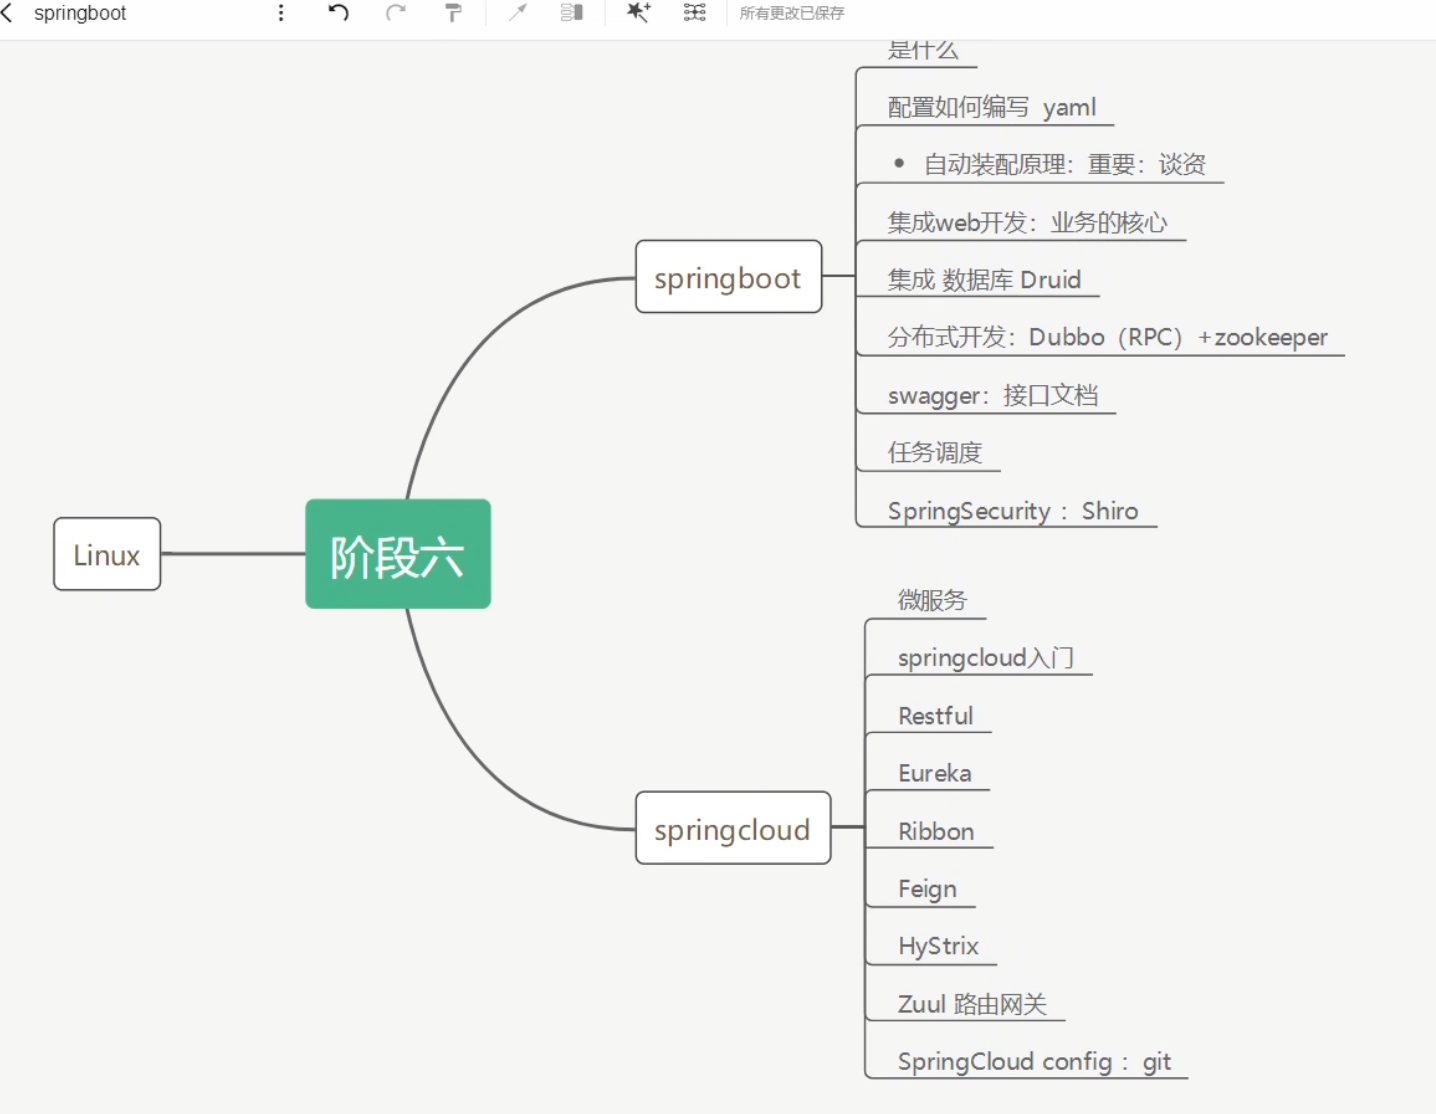 springboot
所有更改已保存
是什么
配置如何编写 yaml
自动装配原理：重要：谈资
集成web开发：业务的核心
集成 数据库 Druid
分布式开发：Dubbo（RPC）+zookeeper
swagger：接口文档
任务调度
SpringSecurity ：Shiro
springboot
Linux
阶段六
微服务
springcloud入门
Restful
Eureka
Ribbon
Feign
HyStrix
Zuul 路由网关
SpringCloud config ：git
springcloud